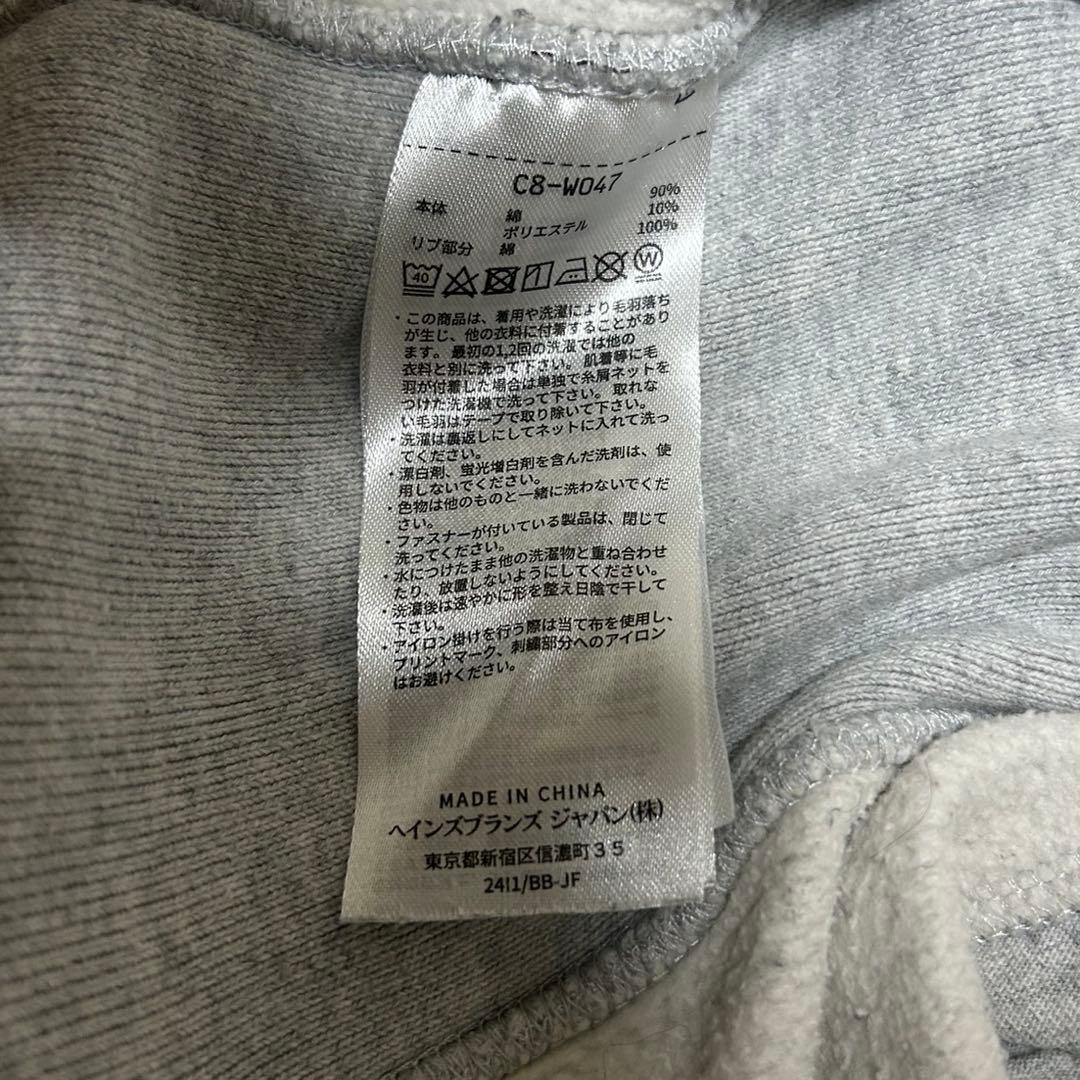 C8-W047
本体 綿 90%
ポリエステル 10%
リブ部分 綿 100%
40
W
・この商品は、着用や洗濯により毛羽落ち
が生じ、他の衣料に付着することがあり
ます。最初の1,2回の洗濯では他の
衣料と別に洗って下さい。肌着等に毛
羽が付着した場合は単独で糸屑ネットを
つけた洗濯機で洗って下さい。取れな
い毛羽はテープで取り除いて下さい。
・洗濯は裏返しにしてネットに入れて洗っ
てください。
・漂白剤、蛍光増白剤を含んだ洗剤は、使
用しないでください。
・色物は他のものと一緒に洗わないでくだ
さい。
・ファスナーが付いている製品は、閉じて
洗ってください。
・水につけたまま他の洗濯物と重ね合わせ
たり、放置しないようにしてください。
・洗濯後は速やかに形を整え日陰で干して
下さい。
・アイロン掛けを行う際は当て布を使用し、
プリントマーク、刺繍部分へのアイロン
はお避けください。
MADE IN CHINA
ヘインズブランズ ジャパン(株)
東京都新宿区信濃町35
24I1/BB-JF